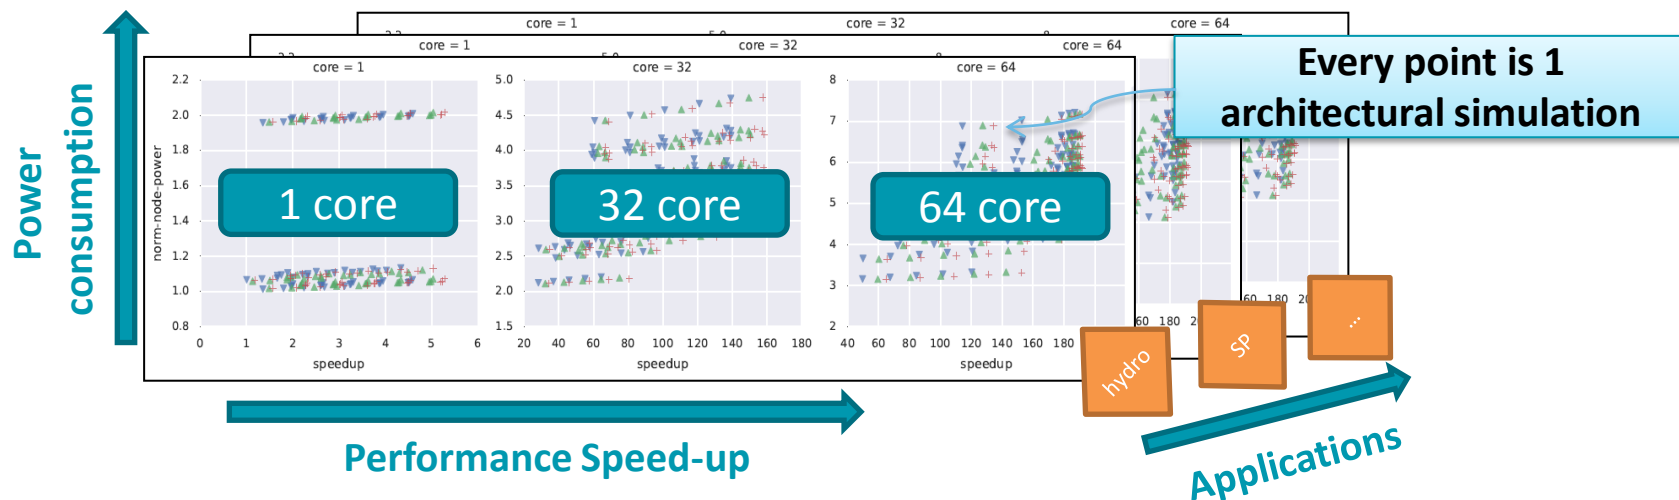 core = 1
core = 32
core = 64
core = 1
core = 32
core = 64
core = 1
core = 32
core = 64
Every point is 1
architectural simulation
Power
consumption
norm-node-power
2.2
2.0
1.8
1.6
1.4
1.2
1.0
0.8
0 1 2 3 4 5 6
speedup
1 core
5.0
4.5
4.0
3.5
3.0
2.5
2.0
1.5
20 40 60 80 100 120 140 160 180
speedup
32 core
8
7
6
5
4
3
2
40 60 80 100 120 140 160 180
speedup
64 core
60 180
60 180
hydro
SP
...
Performance Speed-up
Applications